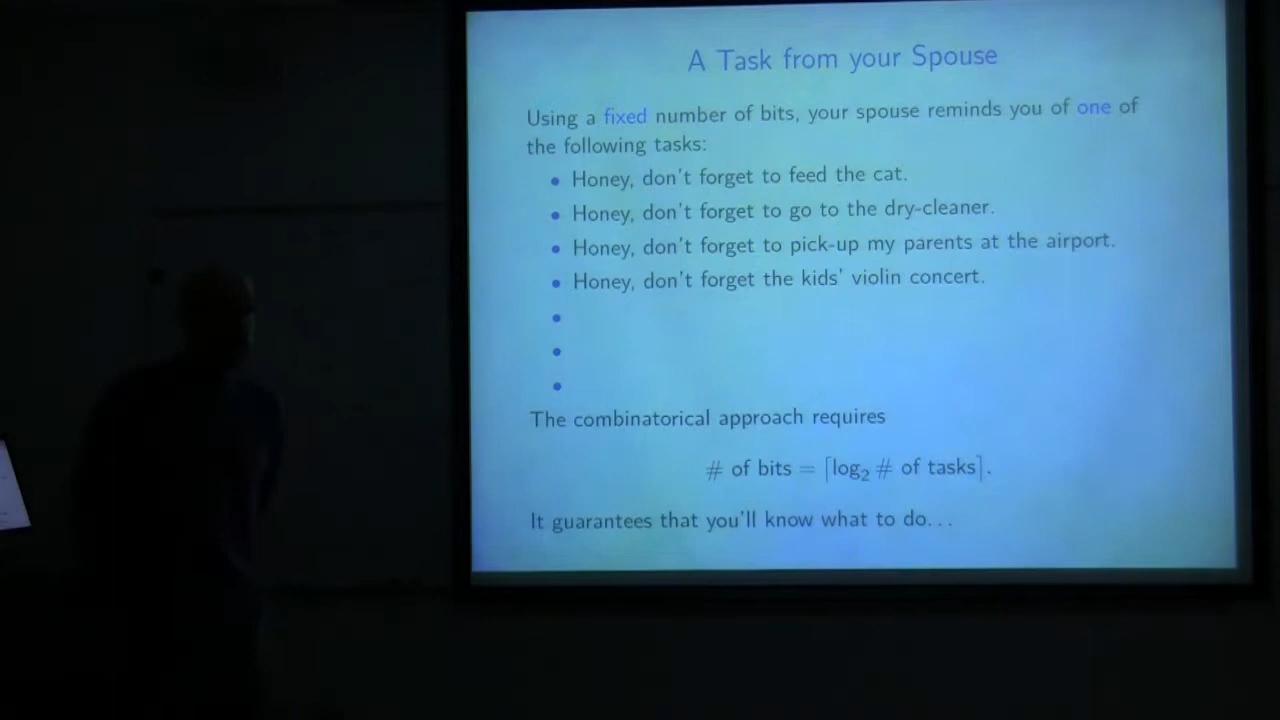 A Task from your Spouse
Using a fixed number of bits, your spouse reminds you of one of
the following tasks:
• Honey, don't forget to feed the cat.
• Honey, don't forget to go to the dry-cleaner.
• Honey, don't forget to pick-up my parents at the airport.
• Honey, don't forget the kids' violin concert.
•
•
•
The combinatorical approach requires
# of bits = ⌈log₂ # of tasks⌉.
It guarantees that you'll know what to do...